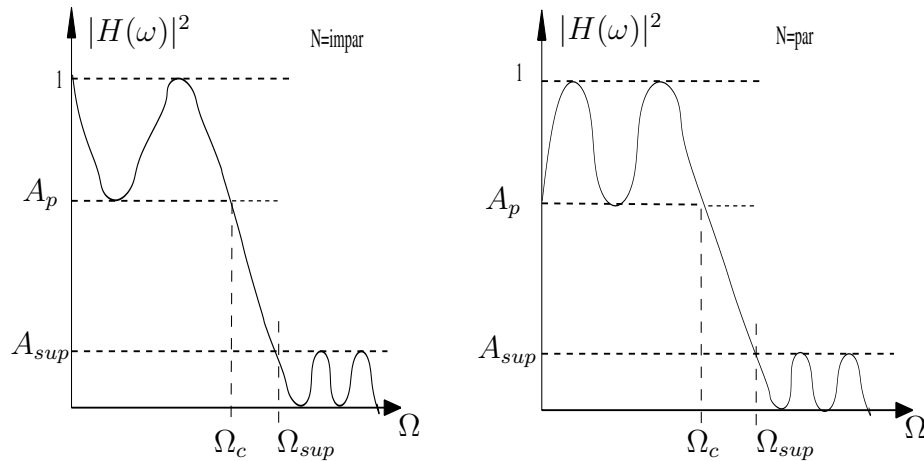 |H(ω)|²
N=impar
1
A_p
A_sup
Ω_c
Ω_sup
Ω
|H(ω)|²
N=par
1
A_p
A_sup
Ω_c
Ω_sup
Ω